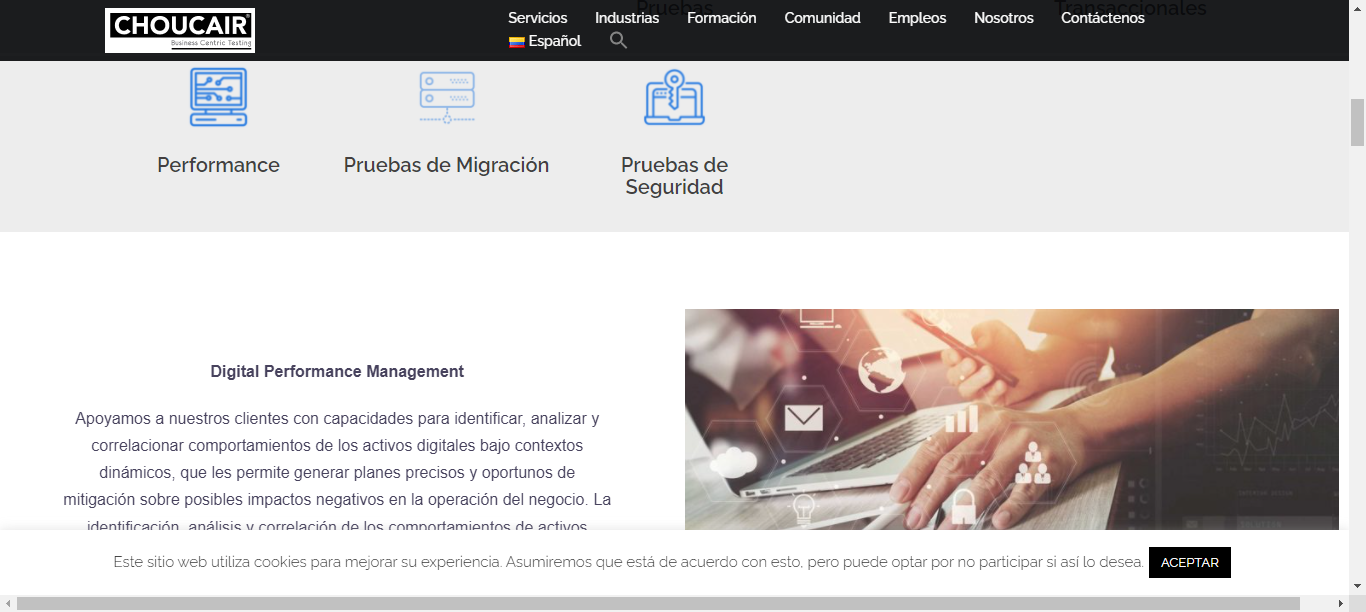 CHOUCAIR
Business Centric Testing
Servicios Industrias Formación Comunidad Empleos Nosotros Contáctenos
Español
Pruebas
Transaccionales
Performance
Pruebas de Migración
Pruebas de
Seguridad
Digital Performance Management
Apoyamos a nuestros clientes con capacidades para identificar, analizar y
correlacionar comportamientos de los activos digitales bajo contextos
dinámicos, que les permite generar planes precisos y oportunos de
mitigación sobre posibles impactos negativos en la operación del negocio. La
identificación, análisis y correlación de los comportamientos de activos
Este sitio web utiliza cookies para mejorar su experiencia. Asumiremos que está de acuerdo con esto, pero puede optar por no participar si así lo desea. ACEPTAR